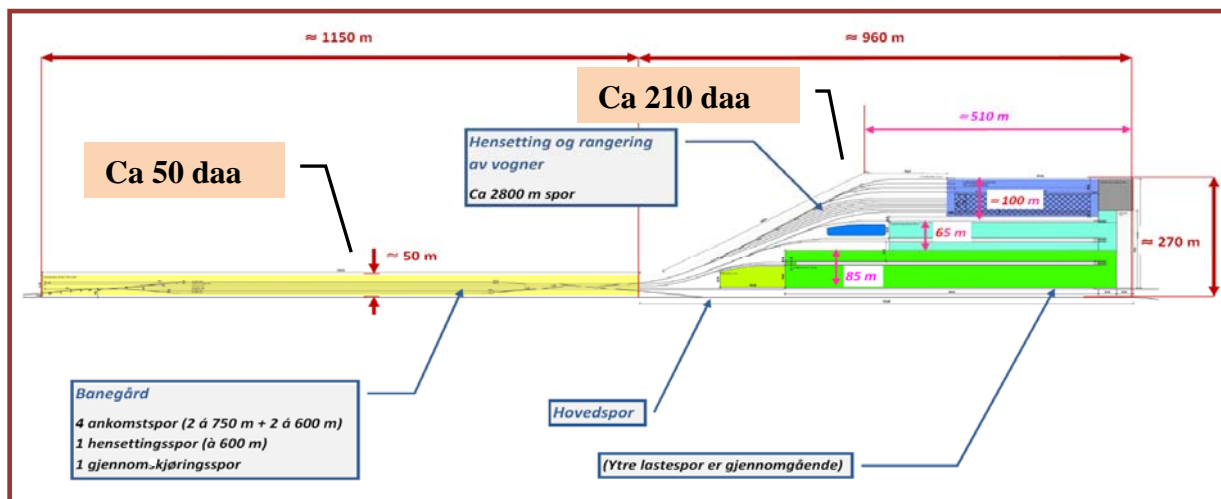 ≈ 1150 m
≈ 960 m
Ca 210 daa
≈510 m
Hensetting og rangering
av vogner
Ca 2800 m spor
Ca 50 daa
≈ 100 m
65 m
≈ 50 m
≈ 270 m
85 m
Banegård
4 ankomstspor (2 á 750 m + 2 á 600 m)
1 hensettingsspor (à 600 m)
1 gjennomkjøringsspor
Hovedspor
(Ytre lastespor er gjennomgående)